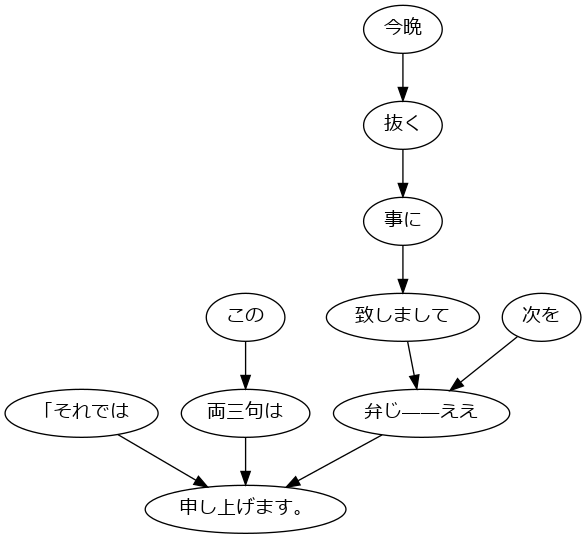 今晩
抜く
事に
この
致しまして
次を
「それでは
両三句は
弁じ——ええ
申し上げます。